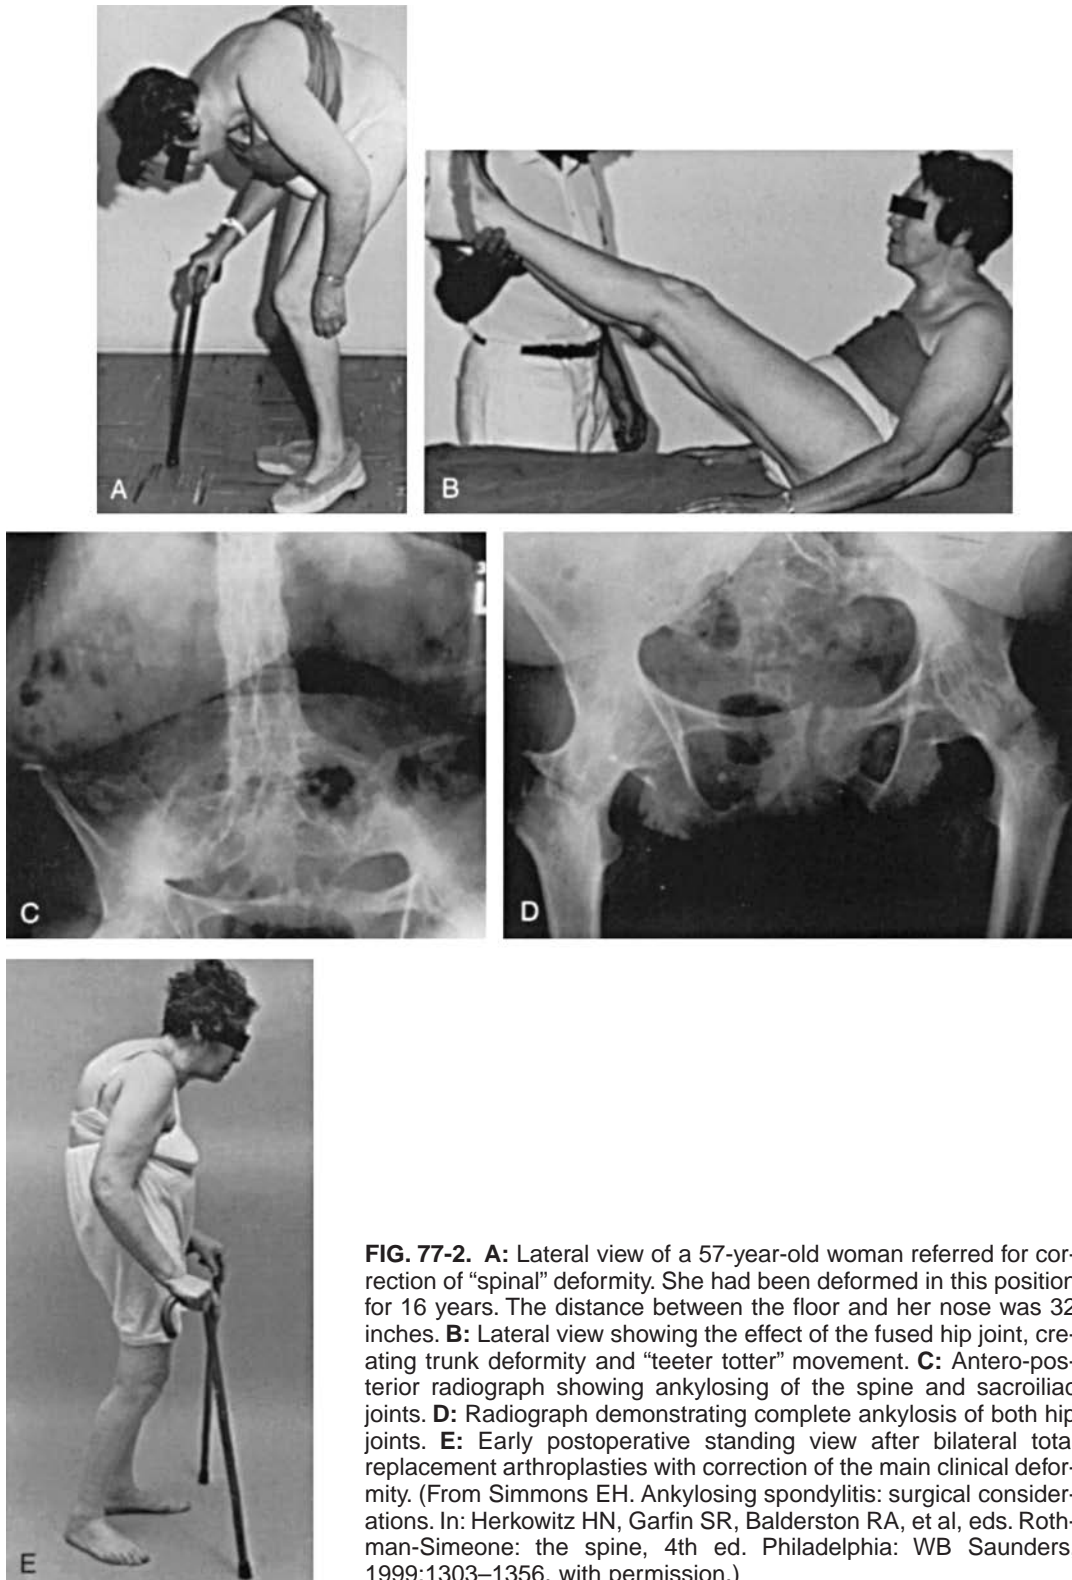 A
B
C
D
E
FIG. 77-2. A: Lateral view of a 57-year-old woman referred for cor-
rection of “spinal” deformity. She had been deformed in this position
for 16 years. The distance between the floor and her nose was 32
inches. B: Lateral view showing the effect of the fused hip joint, cre-
ating trunk deformity and “teeter totter” movement. C: Antero-pos-
terior radiograph showing ankylosing of the spine and sacroiliac
joints. D: Radiograph demonstrating complete ankylosis of both hip
joints. E: Early postoperative standing view after bilateral tota
replacement arthroplasties with correction of the main clinical defor-
mity. (From Simmons EH. Ankylosing spondylitis: surgical consider-
ations. In: Herkowitz HN, Garfin SR, Balderston RA, et al, eds. Roth-
man-Simeone: the spine, 4th ed. Philadelphia: WB Saunders,
1999:1303–1356, with permission.)